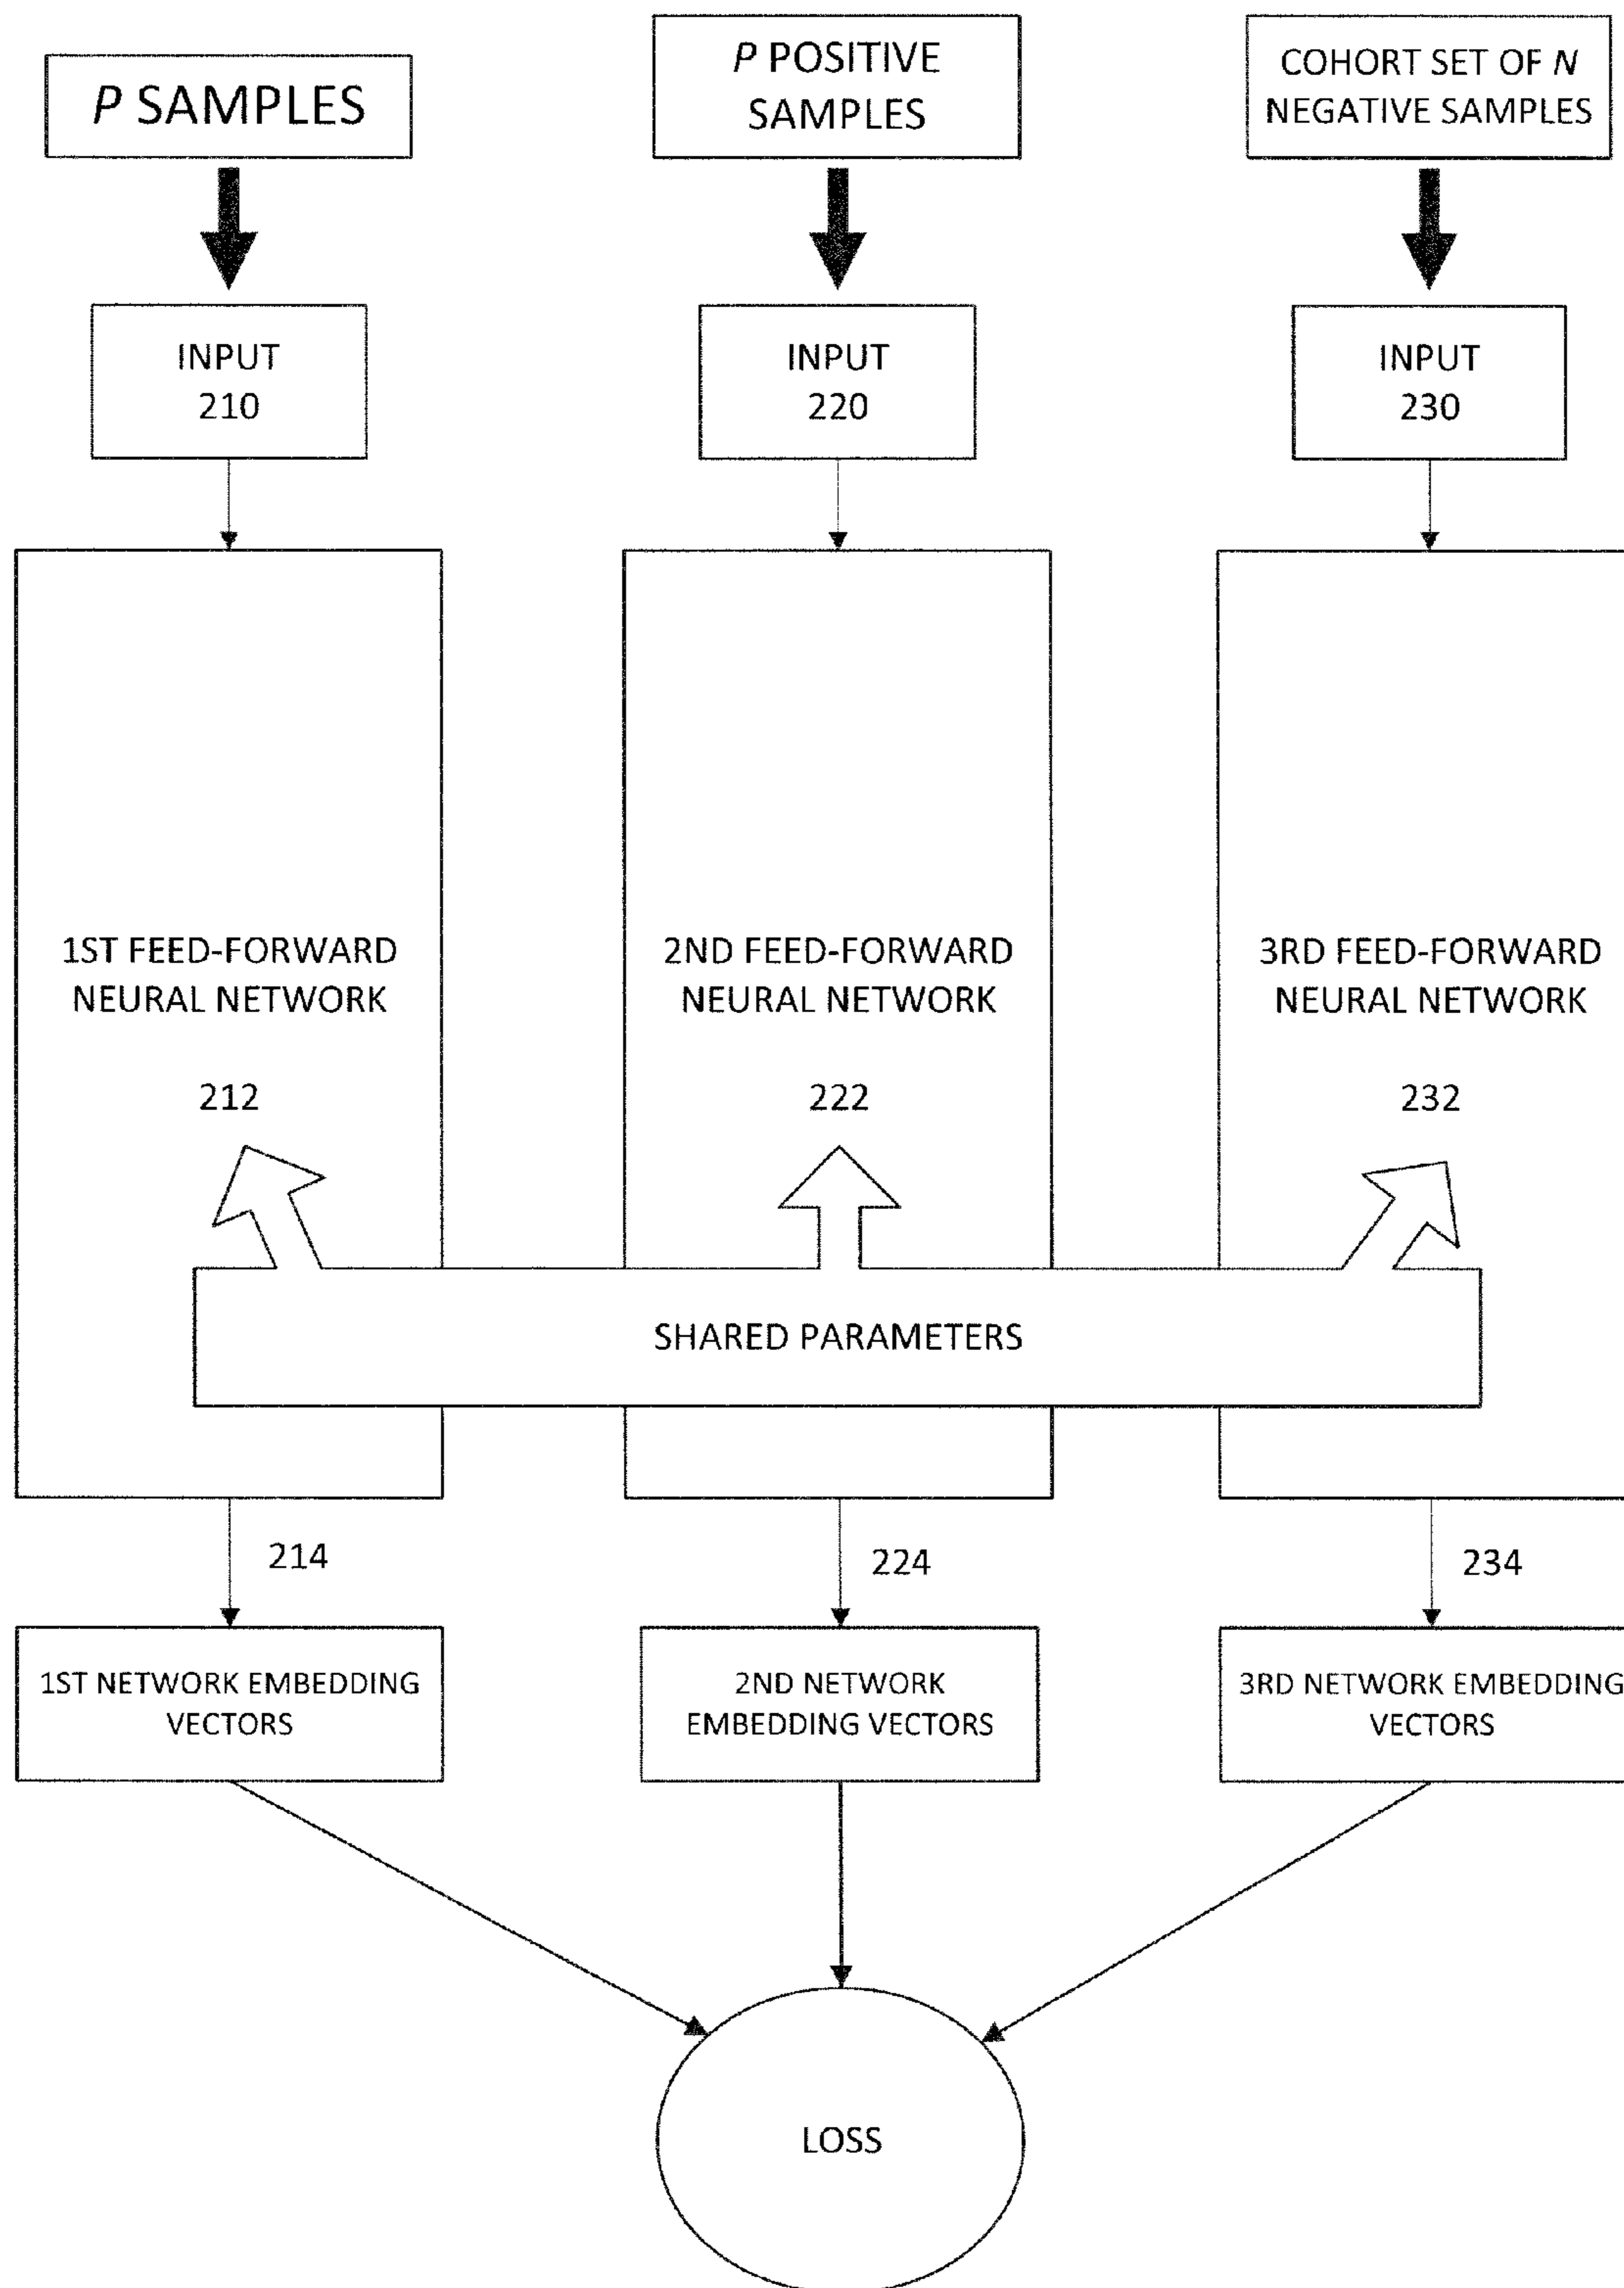 P SAMPLES
P POSITIVE
SAMPLES
COHORT SET OF N
NEGATIVE SAMPLES
INPUT
210
INPUT
220
INPUT
230
1ST FEED-FORWARD
NEURAL NETWORK
212
2ND FEED-FORWARD
NEURAL NETWORK
222
3RD FEED-FORWARD
NEURAL NETWORK
232
SHARED PARAMETERS
214
224
234
1ST NETWORK EMBEDDING
VECTORS
2ND NETWORK
EMBEDDING VECTORS
3RD NETWORK EMBEDDING
VECTORS
LOSS